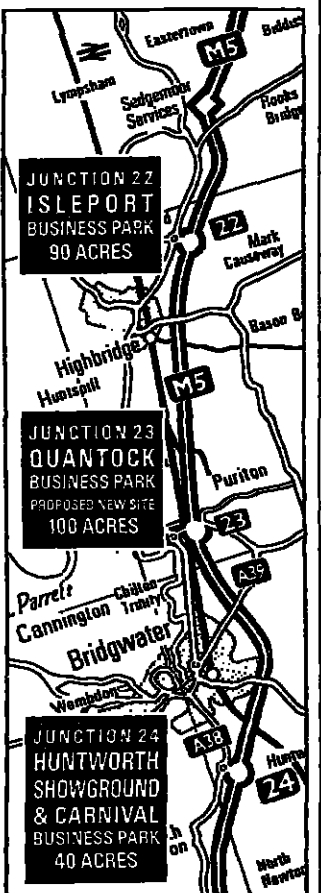 Eastertown
M5
Lympsham
Sedgemoor
Services
Rooks
JUNCTION 22
ISLEPORT
BUSINESS PARK
90 ACRES
22
Mark
Causeway
Bason B
Highbridge
Huntspill
M5
JUNCTION 23
QUANTOCK
BUSINESS PARK
PROPOSED NEW SITE
100 ACRES
Puriton
23
A39
Parrett
Chilton
Trinity
Cannington
Bridgwater
Wembdon
JUNCTION 24
HUNTWORTH
SHOWGROUND
& CARNIVAL
BUSINESS PARK
40 ACRES
A38
24
North